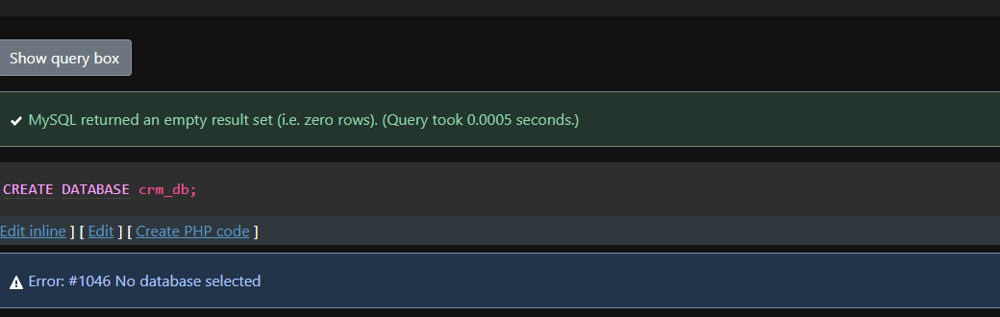 Show query box
MySQL returned an empty result set (i.e. zero rows). (Query took 0.0005 seconds.)
CREATE DATABASE crm_db;
Edit inline ] [ Edit ] [ Create PHP code ]
Error: #1046 No database selected